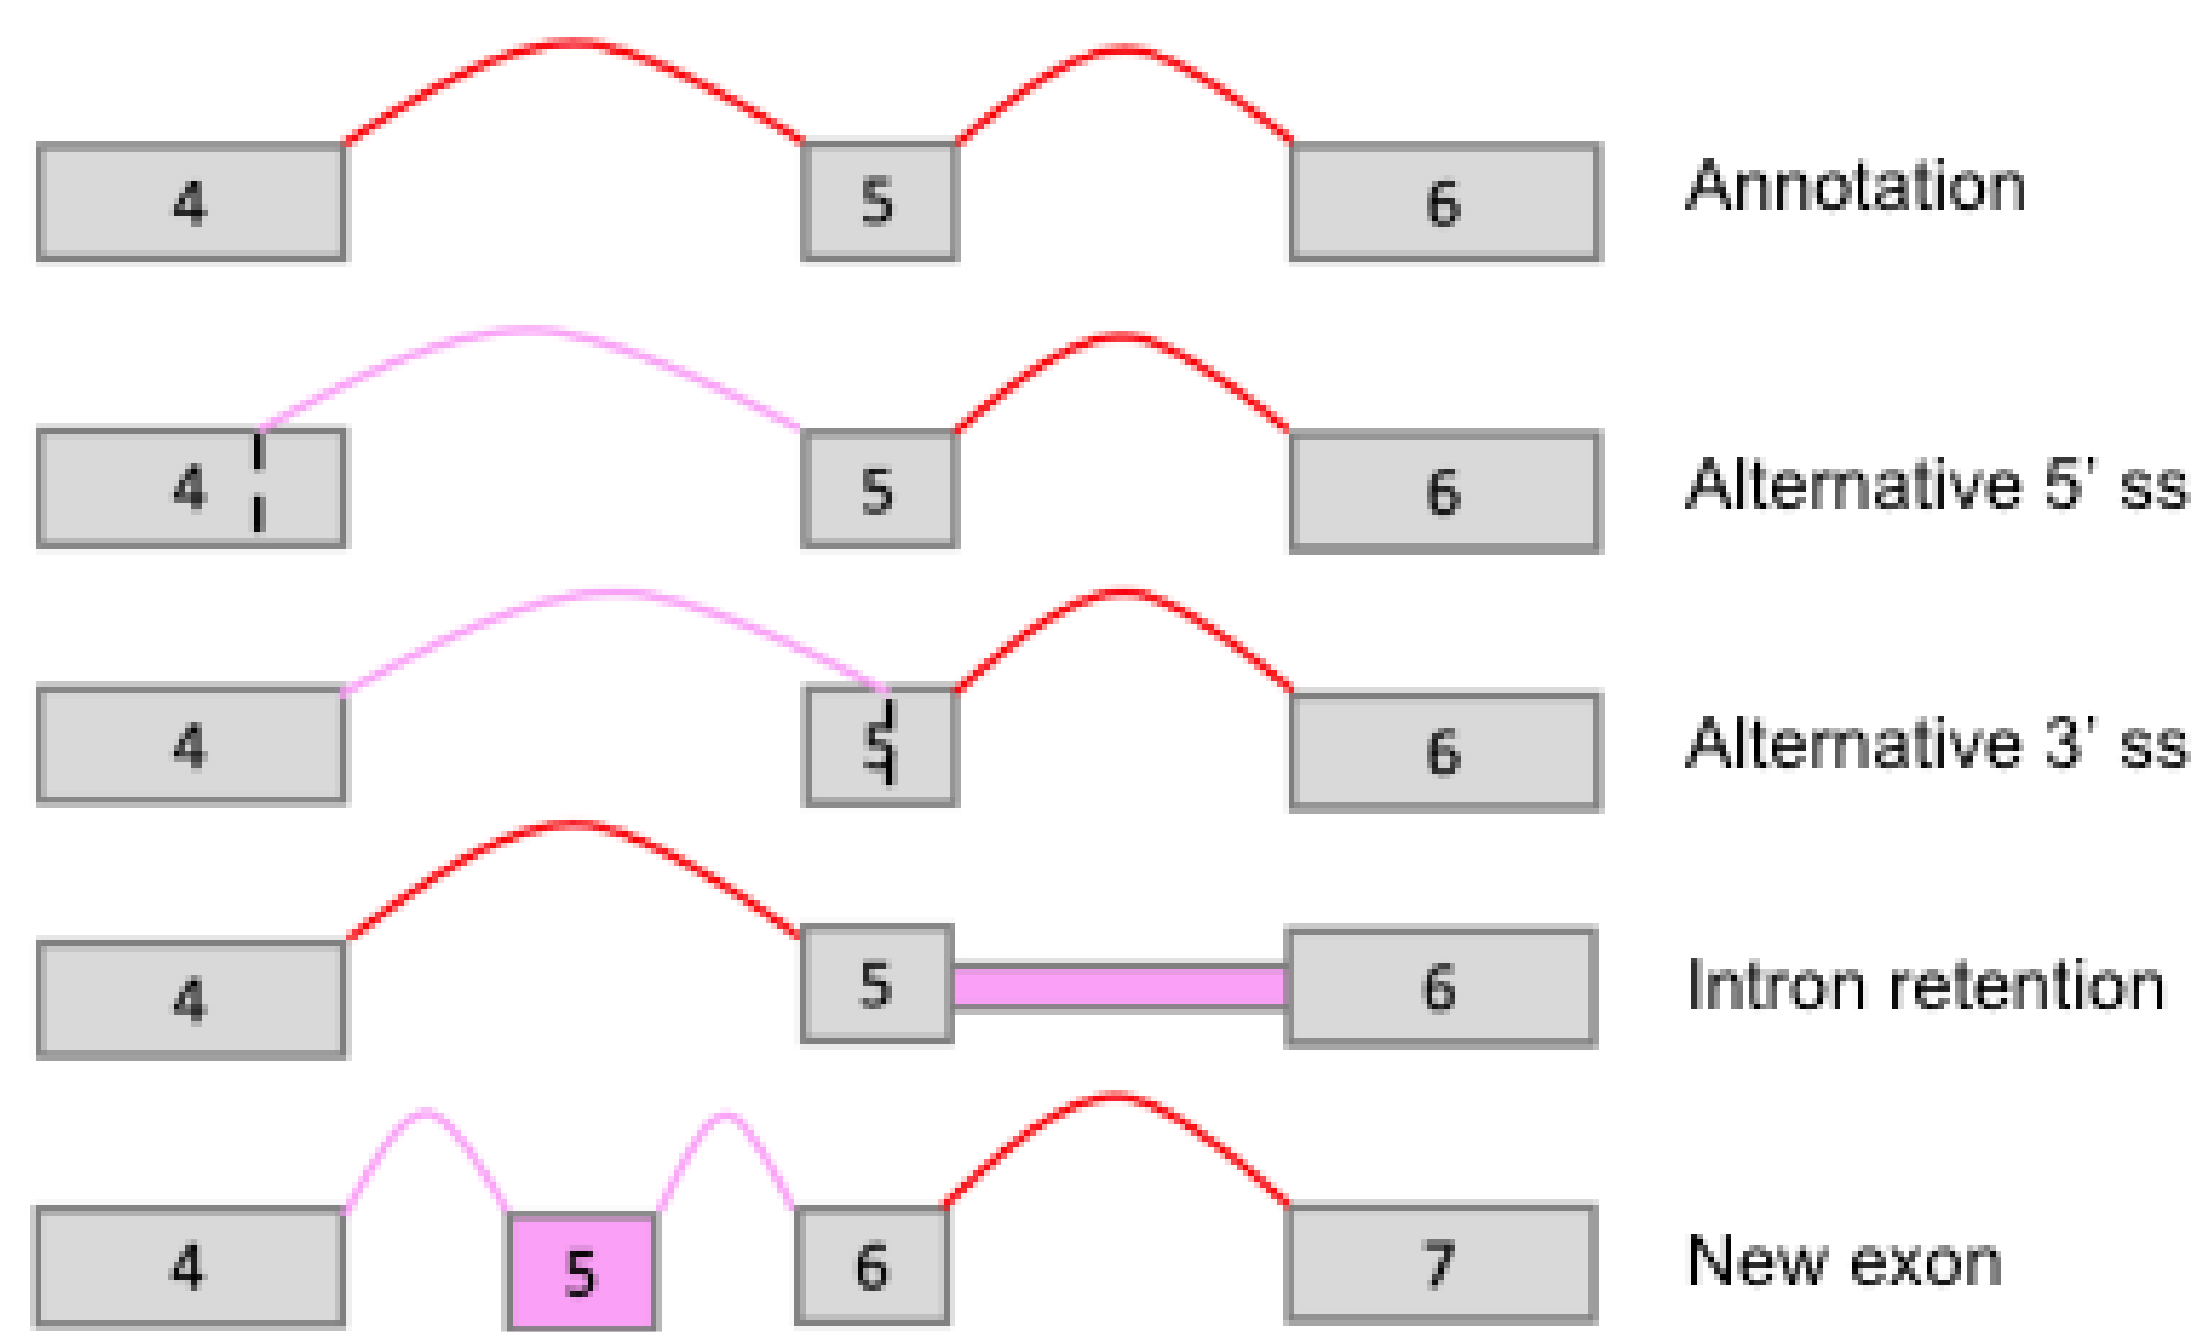 4 5 6 Annotation
4 5 6 Alternative 5' ss
4 5 6 Alternative 3' ss
4 5 6 Intron retention
4 5 6 7 New exon